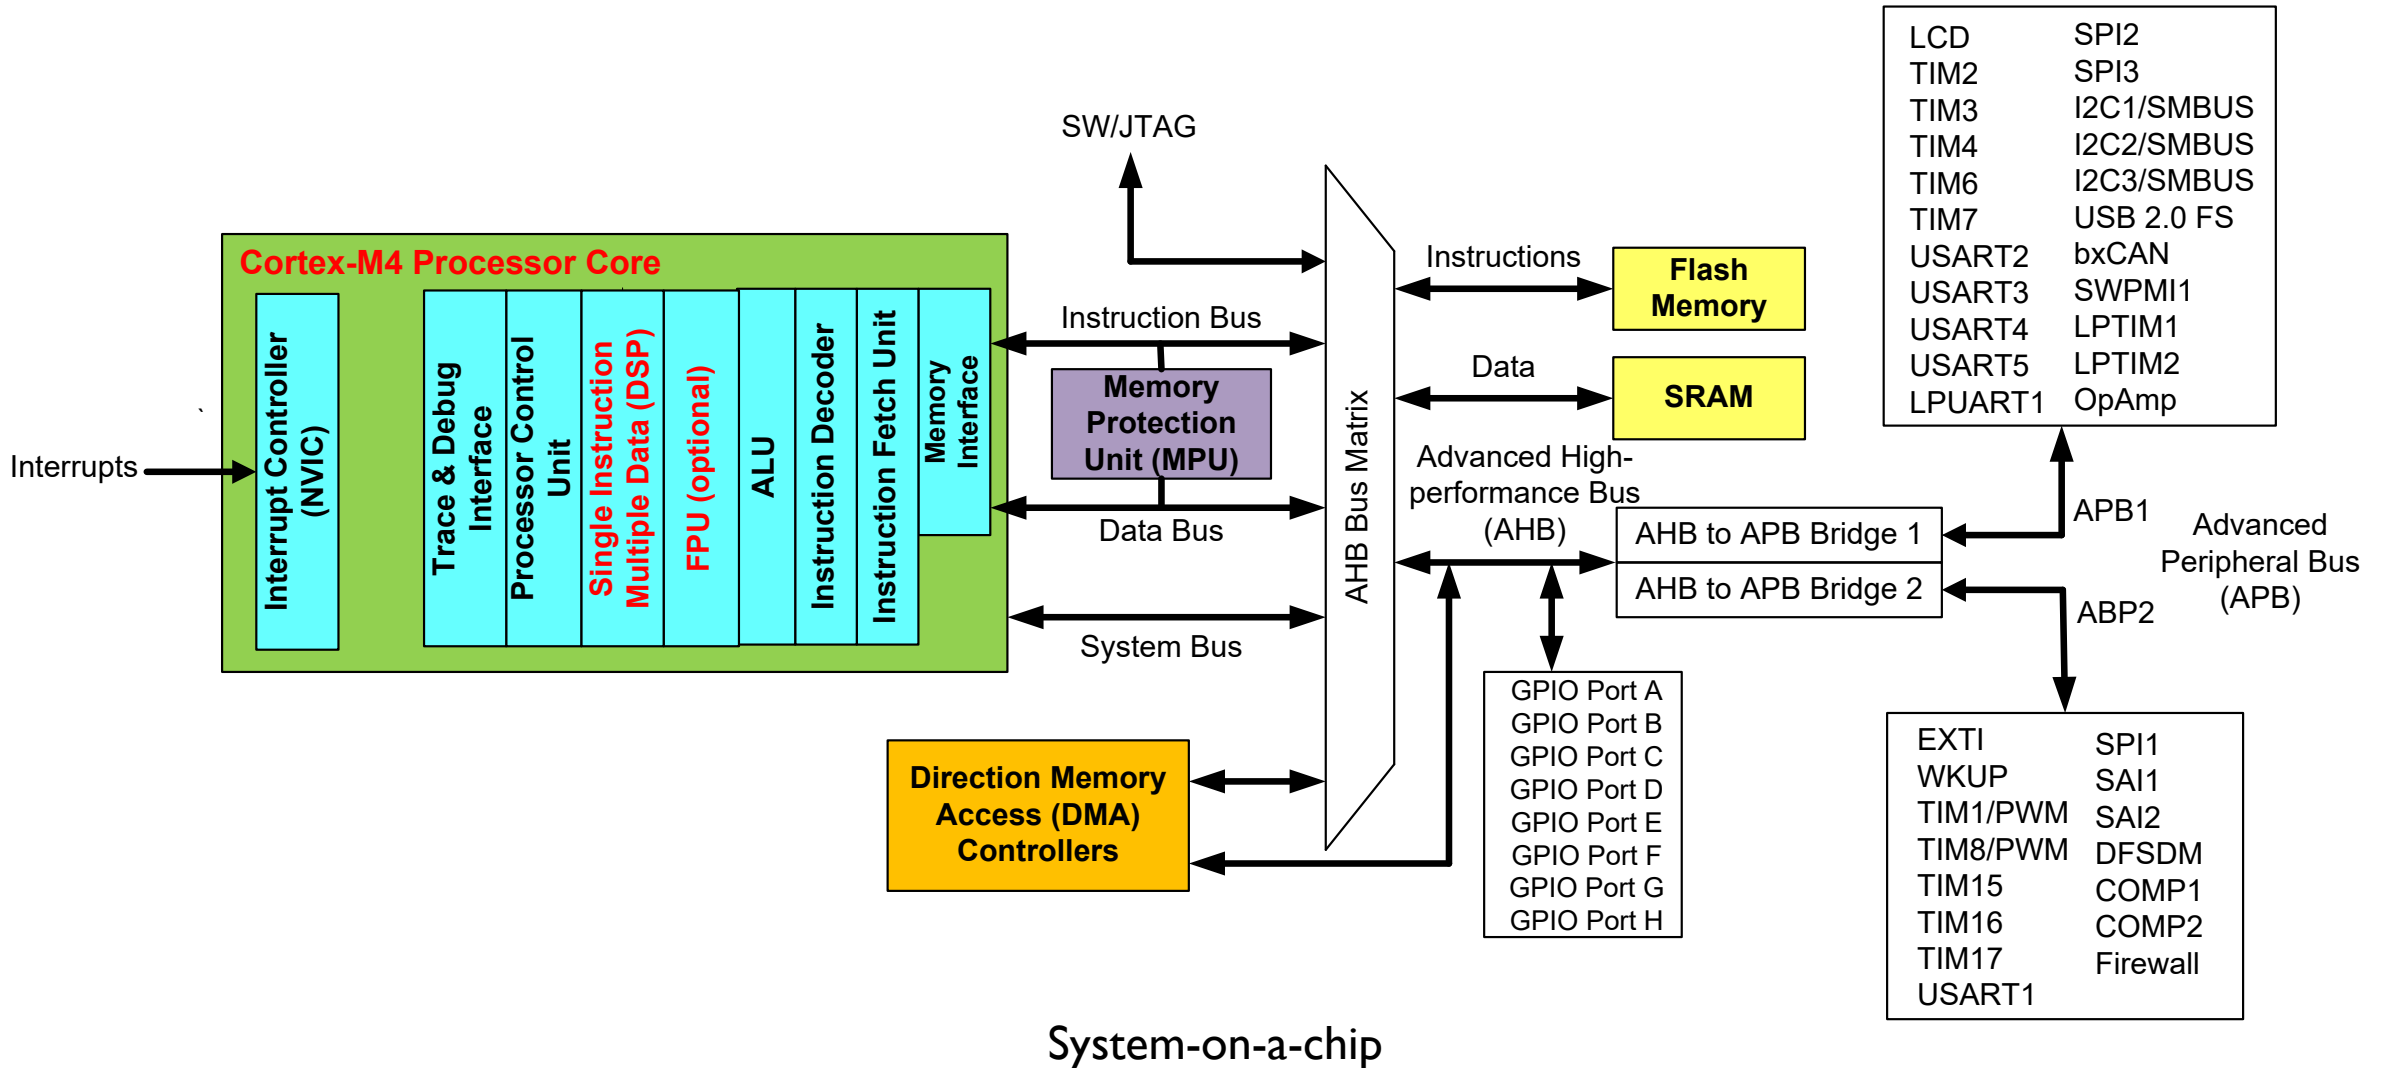 Interrupts
`
Cortex-M4 Processor Core
Interrupt Controller
(NVIC)
Trace & Debug
Interface
Processor Control
Unit
Single Instruction
Multiple Data (DSP)
FPU (optional)
ALU
Instruction Decoder
Instruction Fetch Unit
Memory
Interface
SW/JTAG
Instruction Bus
Memory
Protection
Unit (MPU)
Data Bus
System Bus
Direction Memory
Access (DMA)
Controllers
AHB Bus Matrix
Instructions
Flash
Memory
Data
SRAM
Advanced High-
performance Bus
(AHB)
AHB to APB Bridge 1
AHB to APB Bridge 2
GPIO Port A
GPIO Port B
GPIO Port C
GPIO Port D
GPIO Port E
GPIO Port F
GPIO Port G
GPIO Port H
LCD
TIM2
TIM3
TIM4
TIM6
TIM7
USART2
USART3
USART4
USART5
LPUART1
SPI2
SPI3
I2C1/SMBUS
I2C2/SMBUS
I2C3/SMBUS
USB 2.0 FS
bxCAN
SWPMI1
LPTIM1
LPTIM2
OpAmp
APB1
Advanced
Peripheral Bus
(APB)
ABP2
EXTI
WKUP
TIM1/PWM
TIM8/PWM
TIM15
TIM16
TIM17
USART1
SPI1
SAI1
SAI2
DFSDM
COMP1
COMP2
Firewall
System-on-a-chip